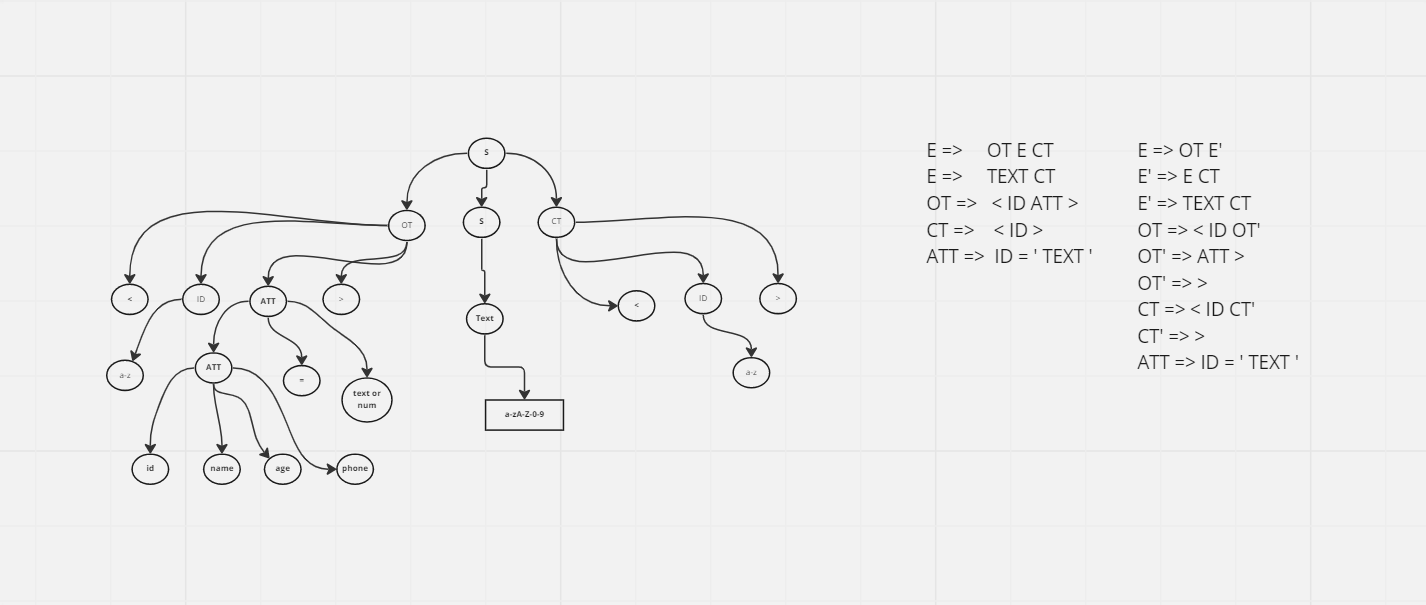 S
OT
S
CT
<
ID
ATT
>
Text
<
ID
>
a-z
ATT
=
text or
num
a-z
a-zA-Z-0-9
id
name
age
phone
E =>     OT E CT
E =>     TEXT CT
OT =>   < ID ATT >
CT =>    < ID >
ATT =>  ID = ' TEXT '
E => OT E'
E' => E CT
E' => TEXT CT
OT => < ID OT'
OT' => ATT >
OT' => >
CT => < ID CT'
CT' => >
ATT => ID = ' TEXT '